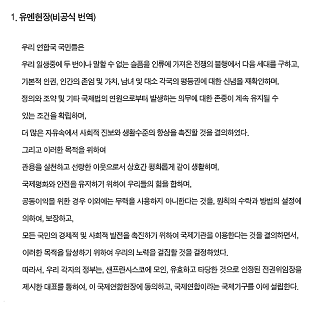 1. 유엔헌장(비공식 번역)
우리 연합국 국민들은
우리 일생중에 두 번이나 말할 수 없는 슬픔을 인류에 가져온 전쟁의 불행에서 다음 세대를 구하고,
기본적 인권, 인간의 존엄 및 가치, 남녀 및 대소 각국의 평등권에 대한 신념을 재확인하며,
정의와 조약 및 기타 국제법의 연원으로부터 발생하는 의무에 대한 존중이 계속 유지될 수
있는 조건을 확립하며,
더 많은 자유속에서 사회적 진보와 생활수준의 향상을 촉진할 것을 결의하였다.
그리고 이러한 목적을 위하여
관용을 실천하고 선량한 이웃으로서 상호간 평화롭게 같이 생활하며,
국제평화와 안전을 유지하기 위하여 우리들의 힘을 합하며,
공동이익을 위한 경우 이외에는 무력을 사용하지 아니한다는 것을, 원칙의 수락과 방법의 설정에
의하여, 보장하고,
모든 국민의 경제적 및 사회적 발전을 촉진하기 위하여 국제기관을 이용한다는 것을 결의하면서,
이러한 목적을 달성하기 위하여 우리의 노력을 결집할 것을 결정하였다.
따라서, 우리 각자의 정부는, 샌프란시스코에 모인, 유효하고 타당한 것으로 인정된 전권위임장을
제시한 대표를 통하여, 이 국제연합헌장에 동의하고, 국제연합이라는 국제기구를 이에 설립한다.